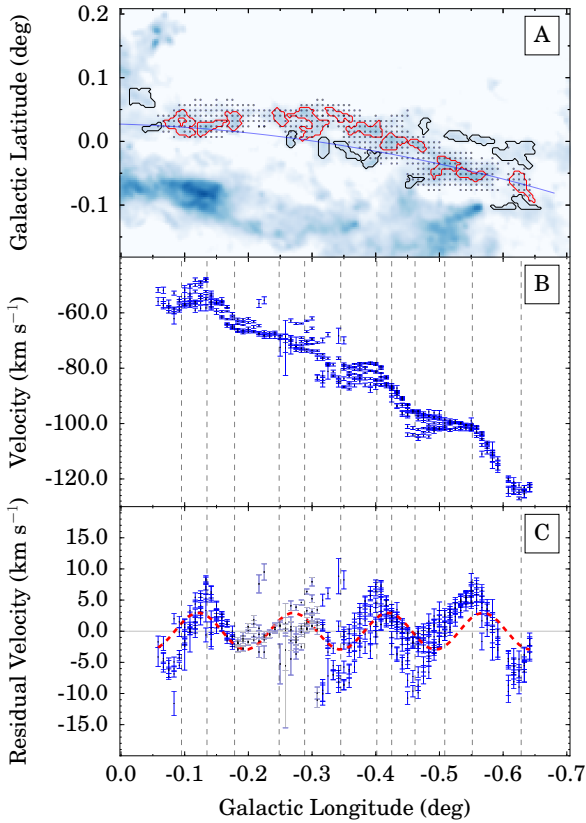 A
Galactic Latitude (deg)
0.2
0.1
0.0
-0.1
B
Velocity (km s⁻¹)
-60.0
-80.0
-100.0
-120.0
C
Residual Velocity (km s⁻¹)
15.0
10.0
5.0
0.0
-5.0
-10.0
-15.0
0.0 -0.1 -0.2 -0.3 -0.4 -0.5 -0.6 -0.7
Galactic Longitude (deg)